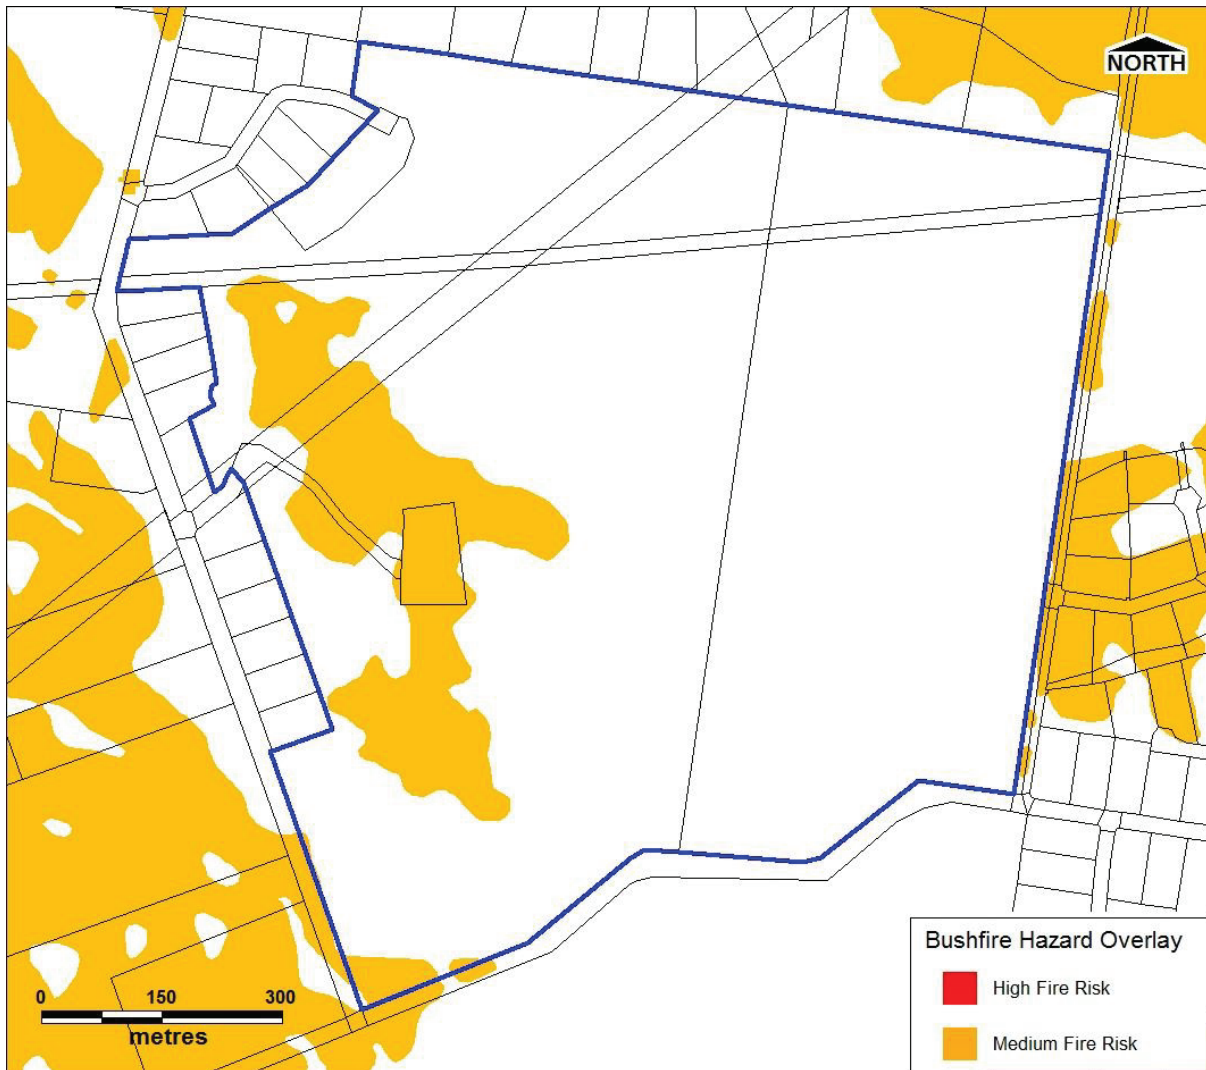 NORTH
0 150 300
metres
Bushfire Hazard Overlay
High Fire Risk
Medium Fire Risk